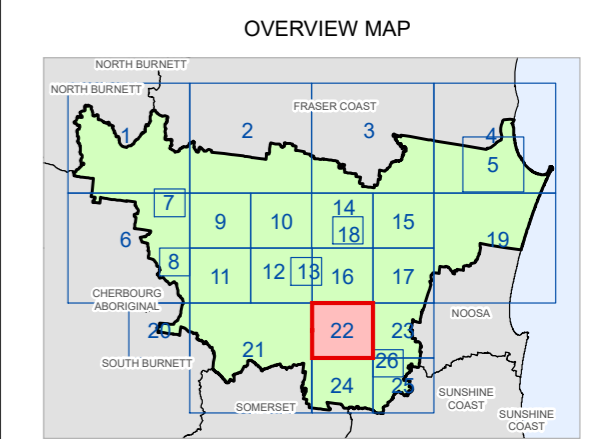 OVERVIEW MAP
NORTH BURNETT
NORTH BURNETT
FRASER COAST
1
2
3
4
5
7
6
9
10
14
15
18
19
8
11
12
13
16
17
CHERBOURG
ABORIGINAL
NOOSA
20
22
23
21
26
SOUTH BURNETT
24
25
SUNSHINE
COAST
SOMERSET
SUNSHINE
COAST